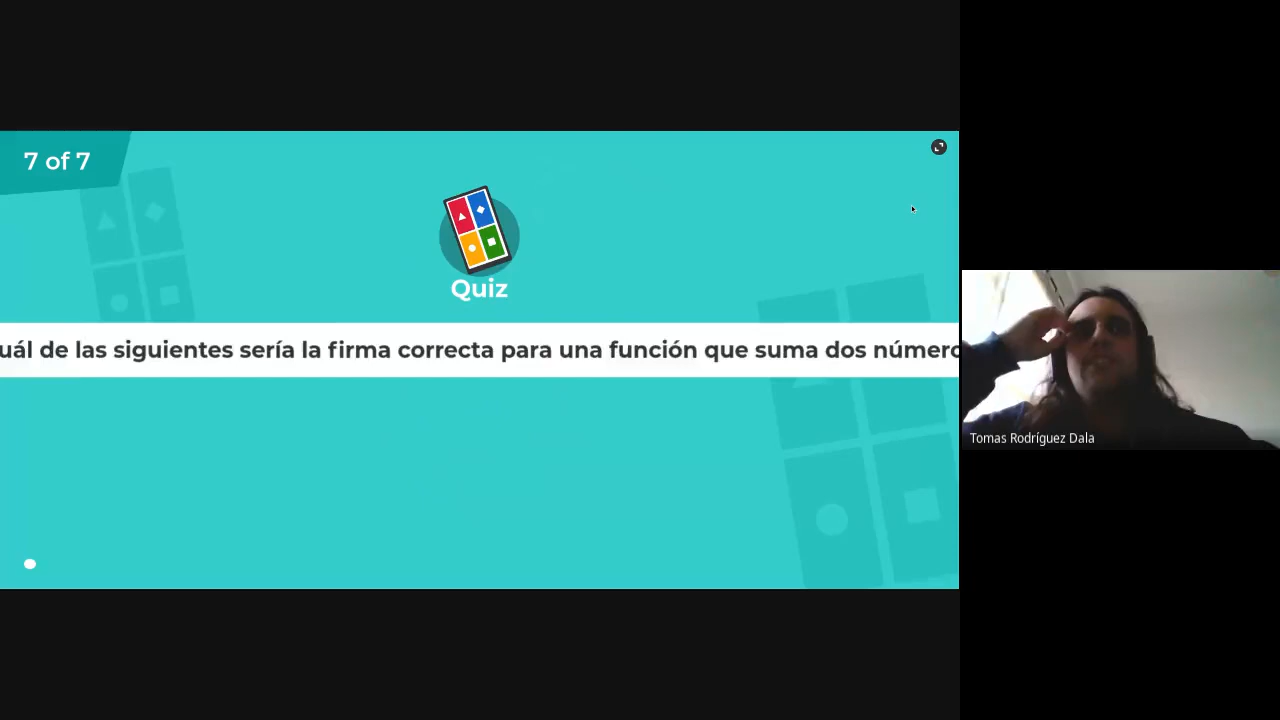 7 of 7
Quiz
uál de las siguientes sería la firma correcta para una función que suma dos número
Tomas Rodríguez Dala